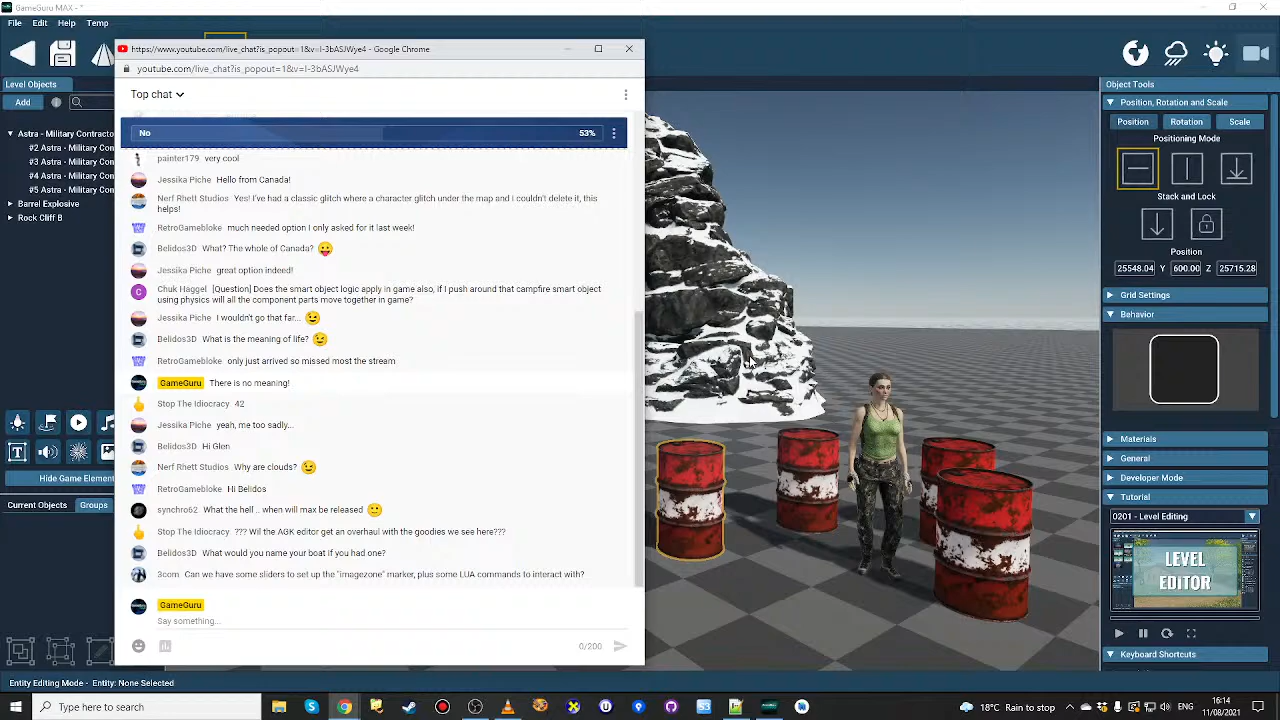 GameGuru MAX - *
File Edit Help Tutorials
https://www.youtube.com/live_chat?is_popout=1&v=I-3bASJWye4 - Google Chrome
youtube.com/live_chat?is_popout=1&v=I-3bASJWye4
Top chat
No 53%
painter179 very cool
Jessika Piche Hello from Canada!
Nerf Rhett Studios Yes! I've had a classic glitch where a character glitch under the map and I couldn't delete it, this
helps!
RetroGamebloke much needed option I only asked for it last week!
Belidos3D What? The whole of Canada? 😛
Jessika Piche great option indeed!
C
Chuk Haggel |Question| Does the smart object logic apply in game also, if I push around that campfire smart object
using physics will all the component parts move together in game?
Jessika Piche I wouldn't go that far... 😉
Belidos3D What is the meaning of life? 😉
RetroGamebloke only just arrived so missed most the stream
GameGuru There is no meaning!
Stop The Idiocracy 42
Jessika Piche yeah, me too sadly...
Belidos3D Hi Glen
Nerf Rhett Studios Why are clouds? 😉
RetroGamebloke Hi Belidos
synchro62 What the hell .. when will max be released 🙂
Stop The Idiocracy ??? Wil the AGK editor get an overhaul with the goodies we see here???
Belidos3D What would you name your boat if you had one?
3com Can we have some sliders to set up the "imagezone" marker, plus some LUA commands to interact with?
GameGuru
Say something...
0/200
Level Objects
Add
Astra - Military Contractor
#2 Astra - Military Con
#3 Astra - Military Con
#4 Astra - Military Con
#5 Astra - Military Con
Barrel Explosive
Rock Cliff B
Hide Game Element
Current Objects Groups
Entity Editing Mode - Entity: None Selected
Object Tools
Position, Rotation and Scale
Position Rotation Scale
Positioning Mode
Stack and Lock
Position
25548.04 Y 600.00 Z 25715.28
Grid Settings
Behavior
Materials
General
Developer Mode
Tutorial
0201 - Level Editing
LEVEL
EDITOR
Keyboard Shortcuts
Type here to search
18°C Rain to stop
16:14